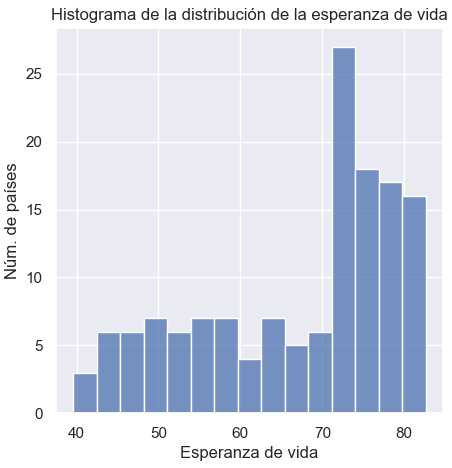 Histograma de la distribución de la esperanza de vida
25
20
15
10
5
0
Núm. de países
40 50 60 70 80
Esperanza de vida